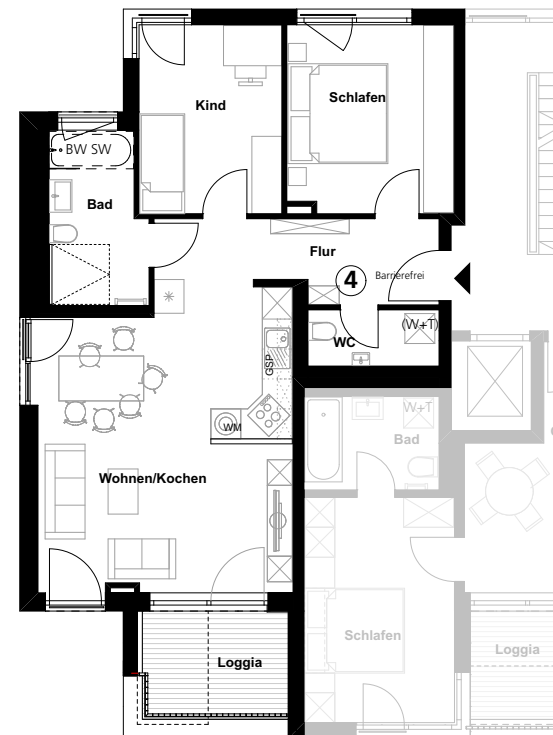 Kind
Schlafen
BW SW
Bad
Flur
4
Barrierefrei
(W+T)
WC
GSP
WM
W+T
Bad
Wohnen/Kochen
Schlafen
Loggia
Loggia